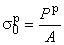 σ₀ᵖ = Pᵖ / A